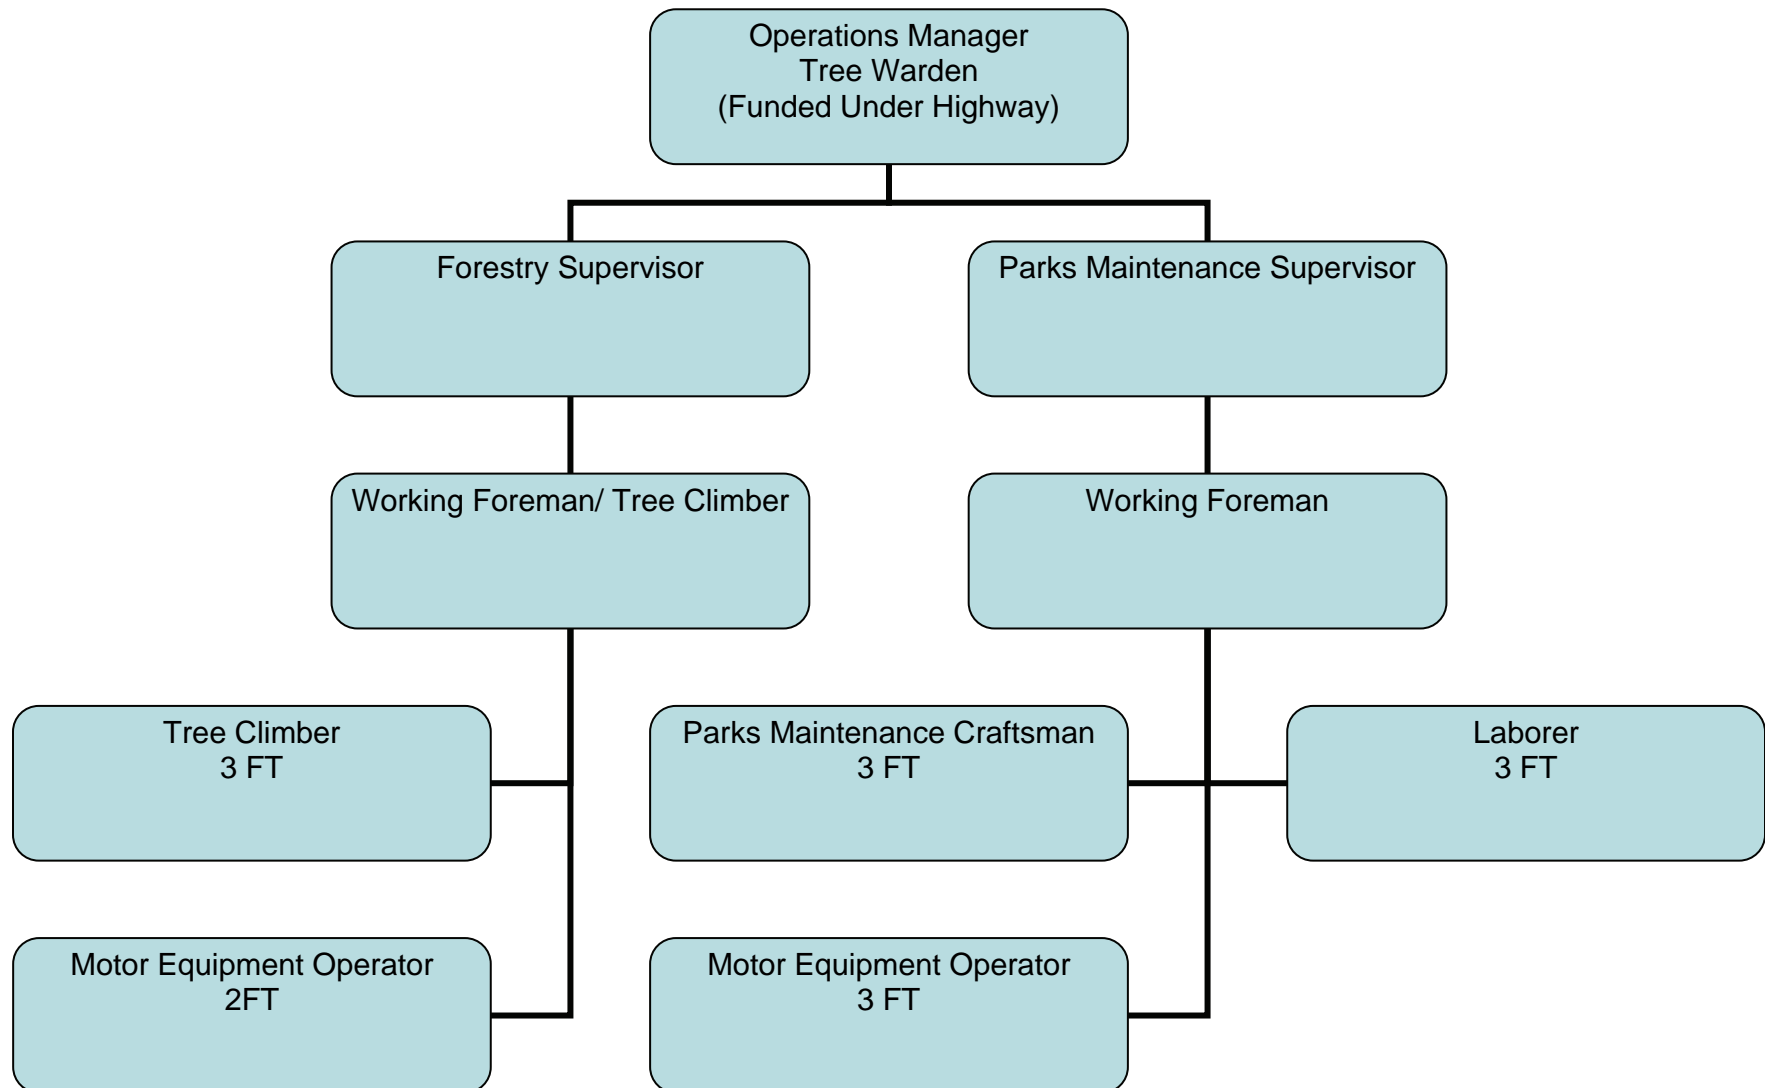 Operations Manager
Tree Warden
(Funded Under Highway)
Forestry Supervisor
Parks Maintenance Supervisor
Working Foreman/ Tree Climber
Working Foreman
Tree Climber
3 FT
Parks Maintenance Craftsman
3 FT
Laborer
3 FT
Motor Equipment Operator
2FT
Motor Equipment Operator
3 FT